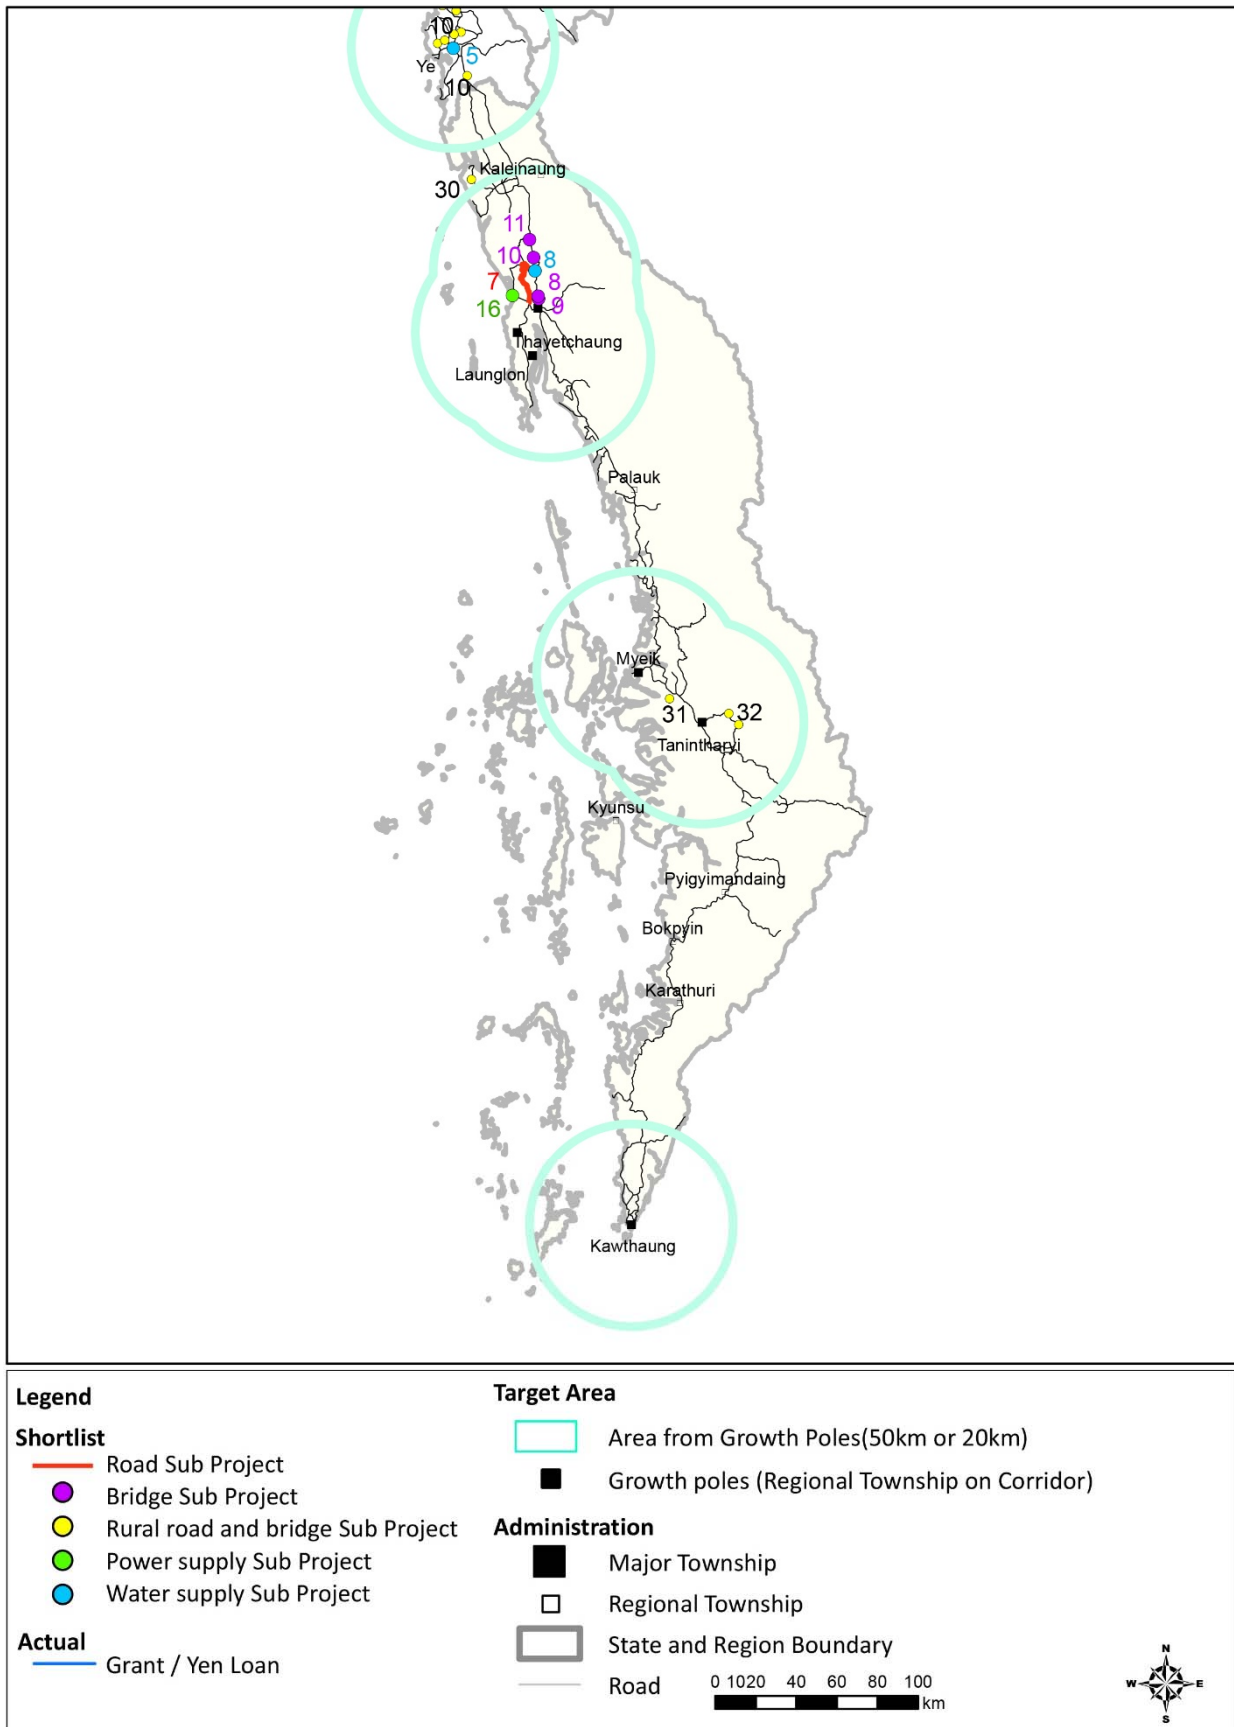 10
5
Ye
10
Kaleinaung
30
11
10
8
7
8
16
9
Thayetchaung
Launglon
Palauk
Myeik
31
32
Tanintharyi
Kyunsu
Pyigyimandaing
Bokpyin
Karathuri
Kawthaung
Legend
Shortlist
Road Sub Project
Bridge Sub Project
Rural road and bridge Sub Project
Power supply Sub Project
Water supply Sub Project
Actual
Grant / Yen Loan
Target Area
Area from Growth Poles(50km or 20km)
Growth poles (Regional Township on Corridor)
Administration
Major Township
Regional Township
State and Region Boundary
Road
0 1020 40 60 80 100
km
N
W E
S